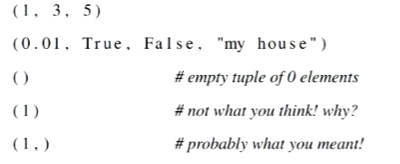 (1, 3, 5)
(0.01, True, False, "my house")
() # empty tuple of 0 elements
(1) # not what you think! why?
(1,) # probably what you meant!